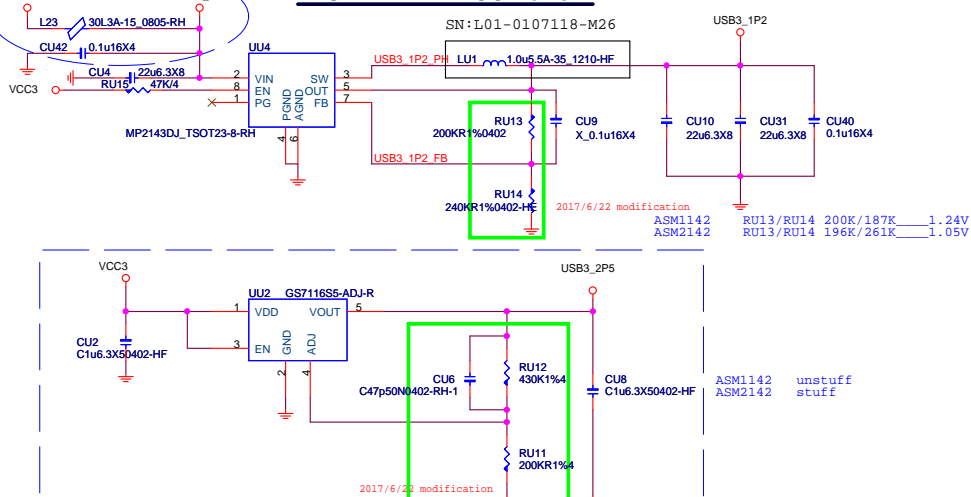 L23
30L3A-15_0805-RH
SN:L01-0107118-M26
USB3_1P2
CU42
0.1u16X4
UU4
USB3_1P2_PH
LU1
1.0u5.5A-35_1210-HF
CU4
22u6.3X8
2
VIN
SW
3
VCC3
RU15
47K/4
8
EN
OUT
5
1
PG
FB
7
PGND
AGND
4
6
RU13
200KR1%0402
CU9
X_0.1u16X4
CU10
22u6.3X8
CU31
22u6.3X8
CU40
0.1u16X4
MP2143DJ_TSOT23-8-RH
USB3_1P2_FB
RU14
240KR1%0402-HF
2017/6/22 modification
ASM1142 RU13/RU14 200K/187K____1.24V
ASM2142 RU13/RU14 196K/261K____1.05V
VCC3
USB3_2P5
UU2
GS7116S5-ADJ-R
1
VDD
VOUT
5
3
EN
GND
ADJ
2
4
CU2
C1u6.3X50402-HF
CU6
C47p50N0402-RH-1
RU12
430K1%4
CU8
C1u6.3X50402-HF
ASM1142 unstuff
ASM2142 stuff
RU11
200KR1%4
2017/6/22 modification